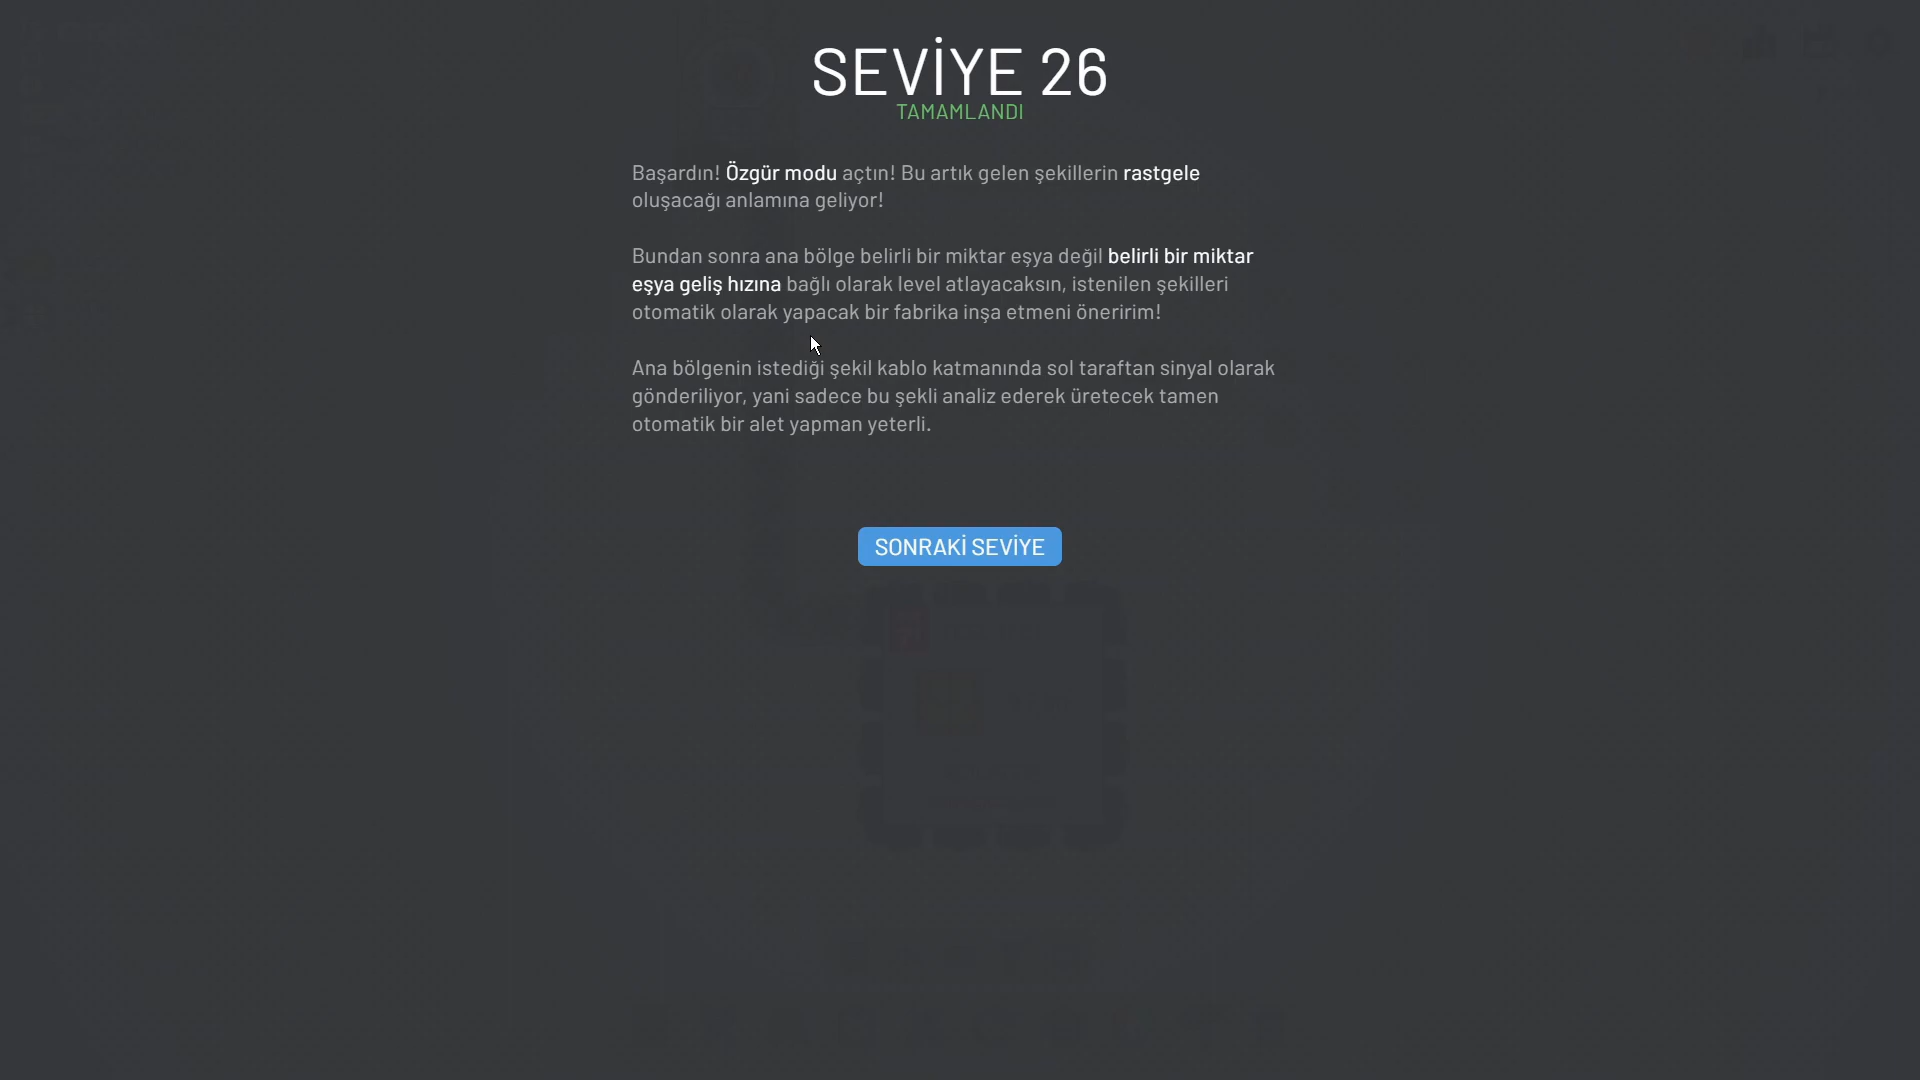 SEVİYE 26
TAMAMLANDI
Başardın! Özgür modu açtın! Bu artık gelen şekillerin rastgele
oluşacağı anlamına geliyor!
Bundan sonra ana bölge belirli bir miktar eşya değil belirli bir miktar
eşya geliş hızına bağlı olarak level atlayacaksın, istenilen şekilleri
otomatik olarak yapacak bir fabrika inşa etmeni öneririm!
Ana bölgenin istediği şekil kablo katmanında sol taraftan sinyal olarak
gönderiliyor, yani sadece bu şekli analiz ederek üretecek tamen
otomatik bir alet yapman yeterli.
SONRAKİ SEVİYE